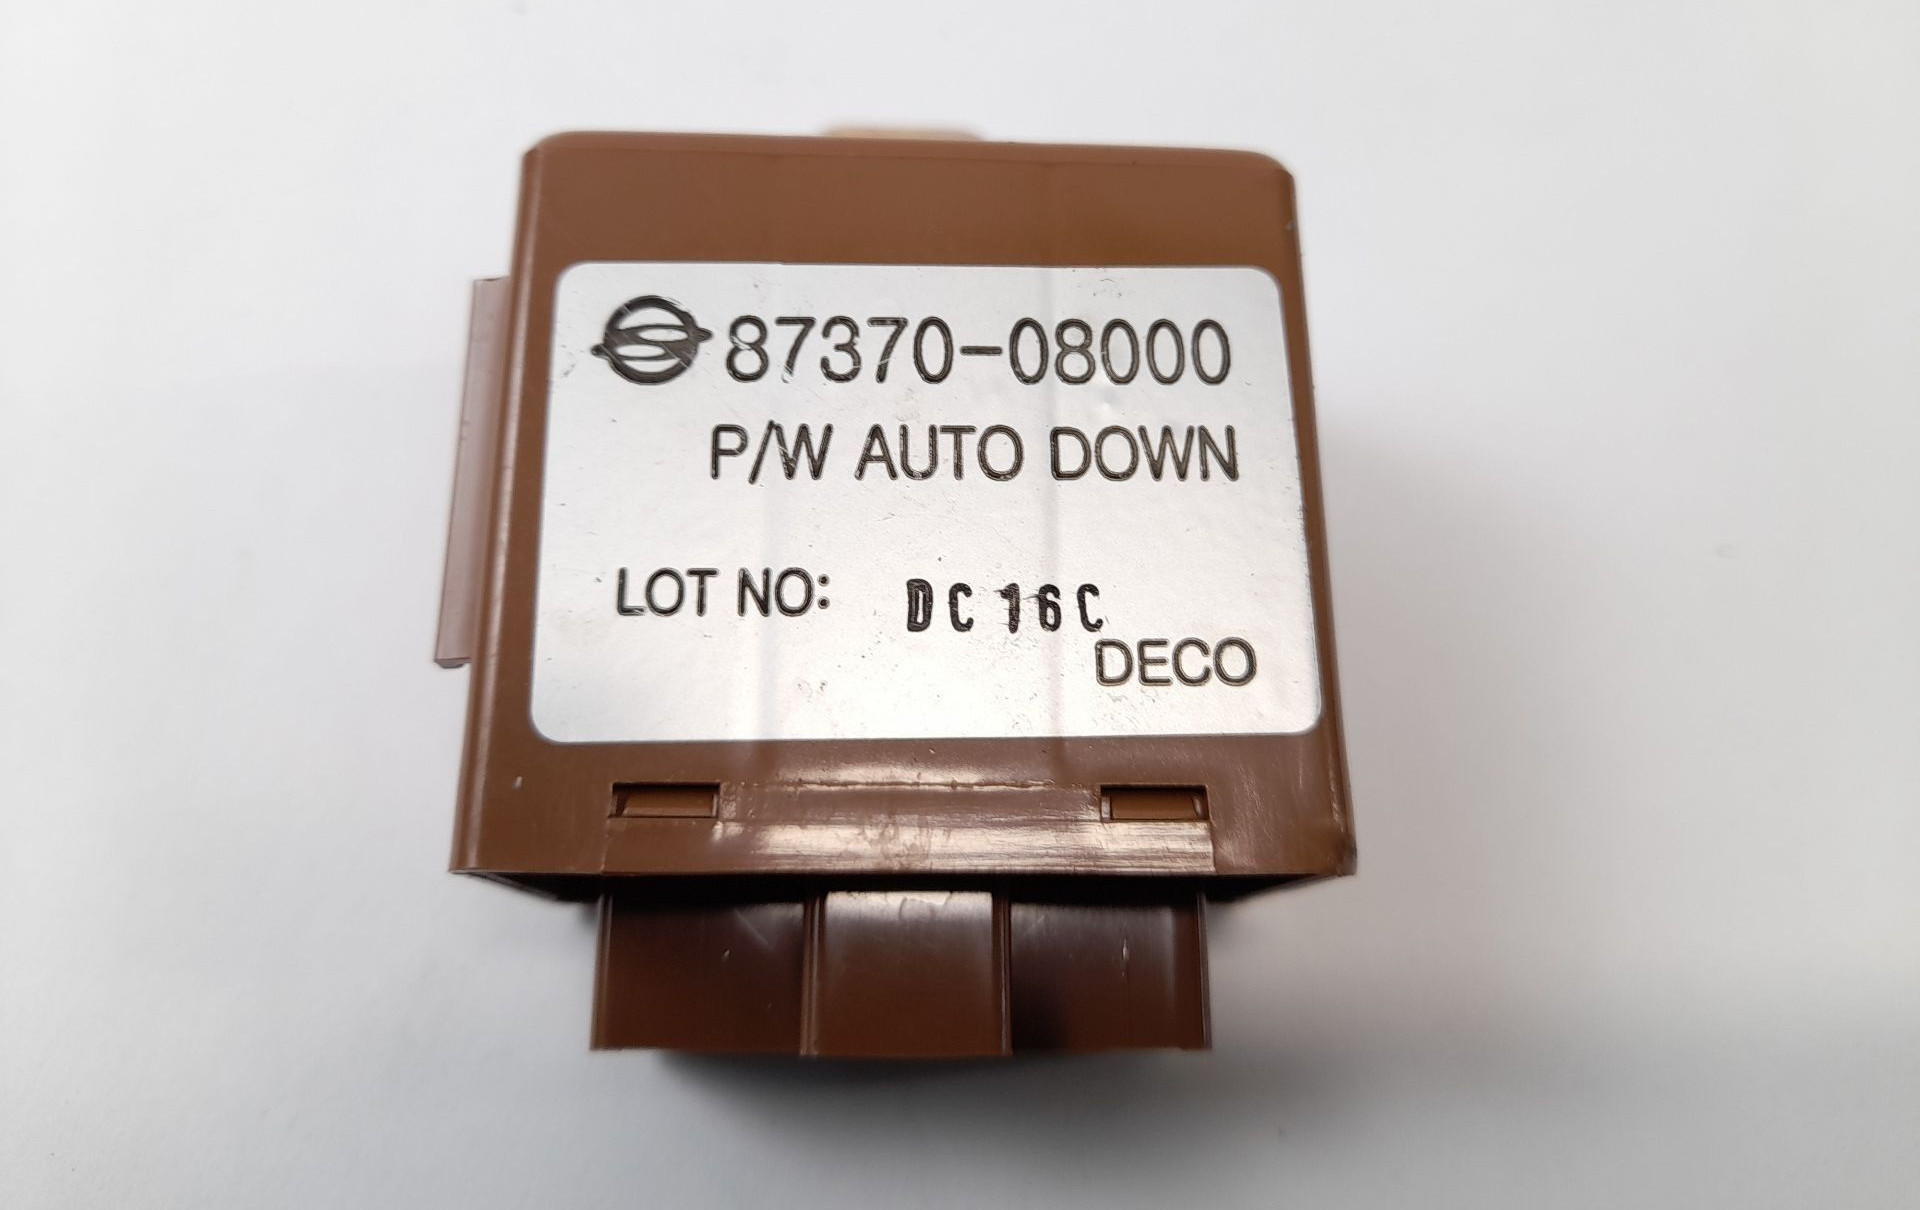 87370-08000
P/W AUTO DOWN
LOT NO: DC16C
DECO